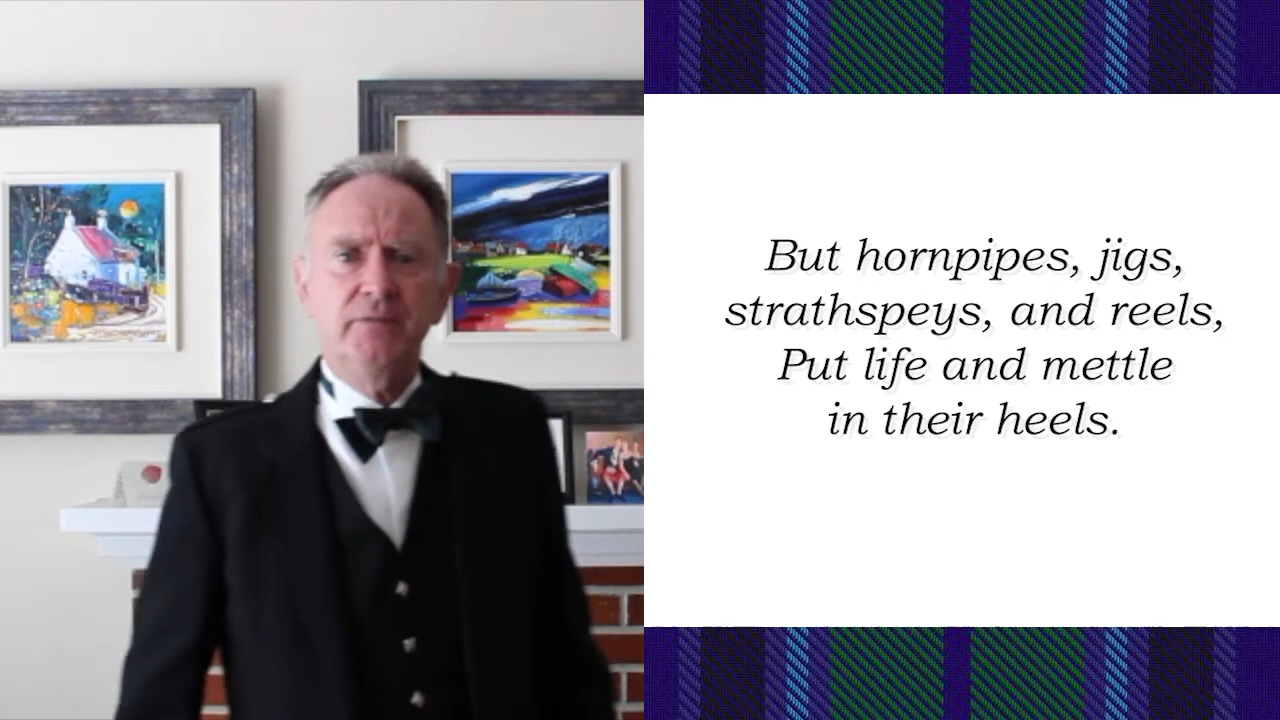 But hornpipes, jigs,
strathspeys, and reels,
Put life and mettle
in their heels.